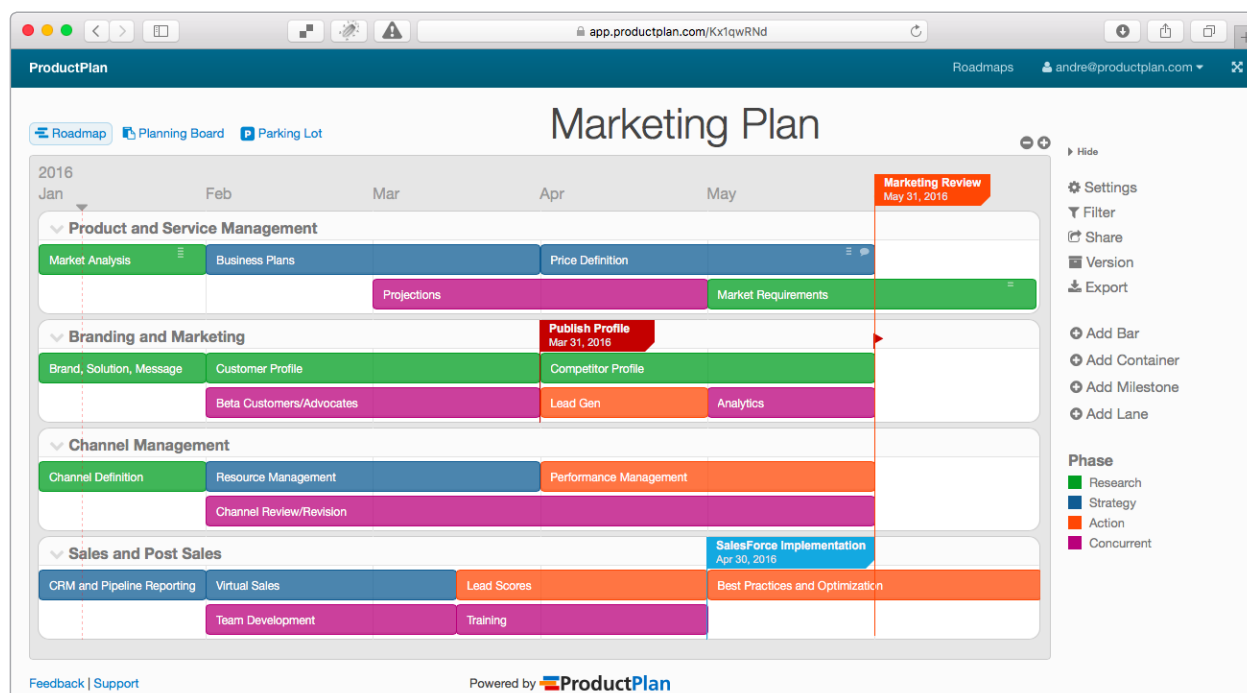 app.productplan.com/Kx1qwRNd
ProductPlan
Roadmaps
andre@productplan.com
Roadmap
Planning Board
P Parking Lot
Marketing Plan
Hide
2016
Jan Feb Mar Apr May
Marketing Review
May 31, 2016
Settings
Filter
Share
Version
Export
Add Bar
Add Container
Add Milestone
Add Lane
Phase
Research
Strategy
Action
Concurrent
Product and Service Management
Market Analysis Business Plans Price Definition
Projections Market Requirements
Branding and Marketing
Publish Profile
Mar 31, 2016
Brand, Solution, Message Customer Profile Competitor Profile
Beta Customers/Advocates Lead Gen Analytics
Channel Management
Channel Definition Resource Management Performance Management
Channel Review/Revision
Sales and Post Sales
SalesForce Implementation
Apr 30, 2016
CRM and Pipeline Reporting Virtual Sales Lead Scores Best Practices and Optimization
Team Development Training
Feedback | Support
Powered by ProductPlan